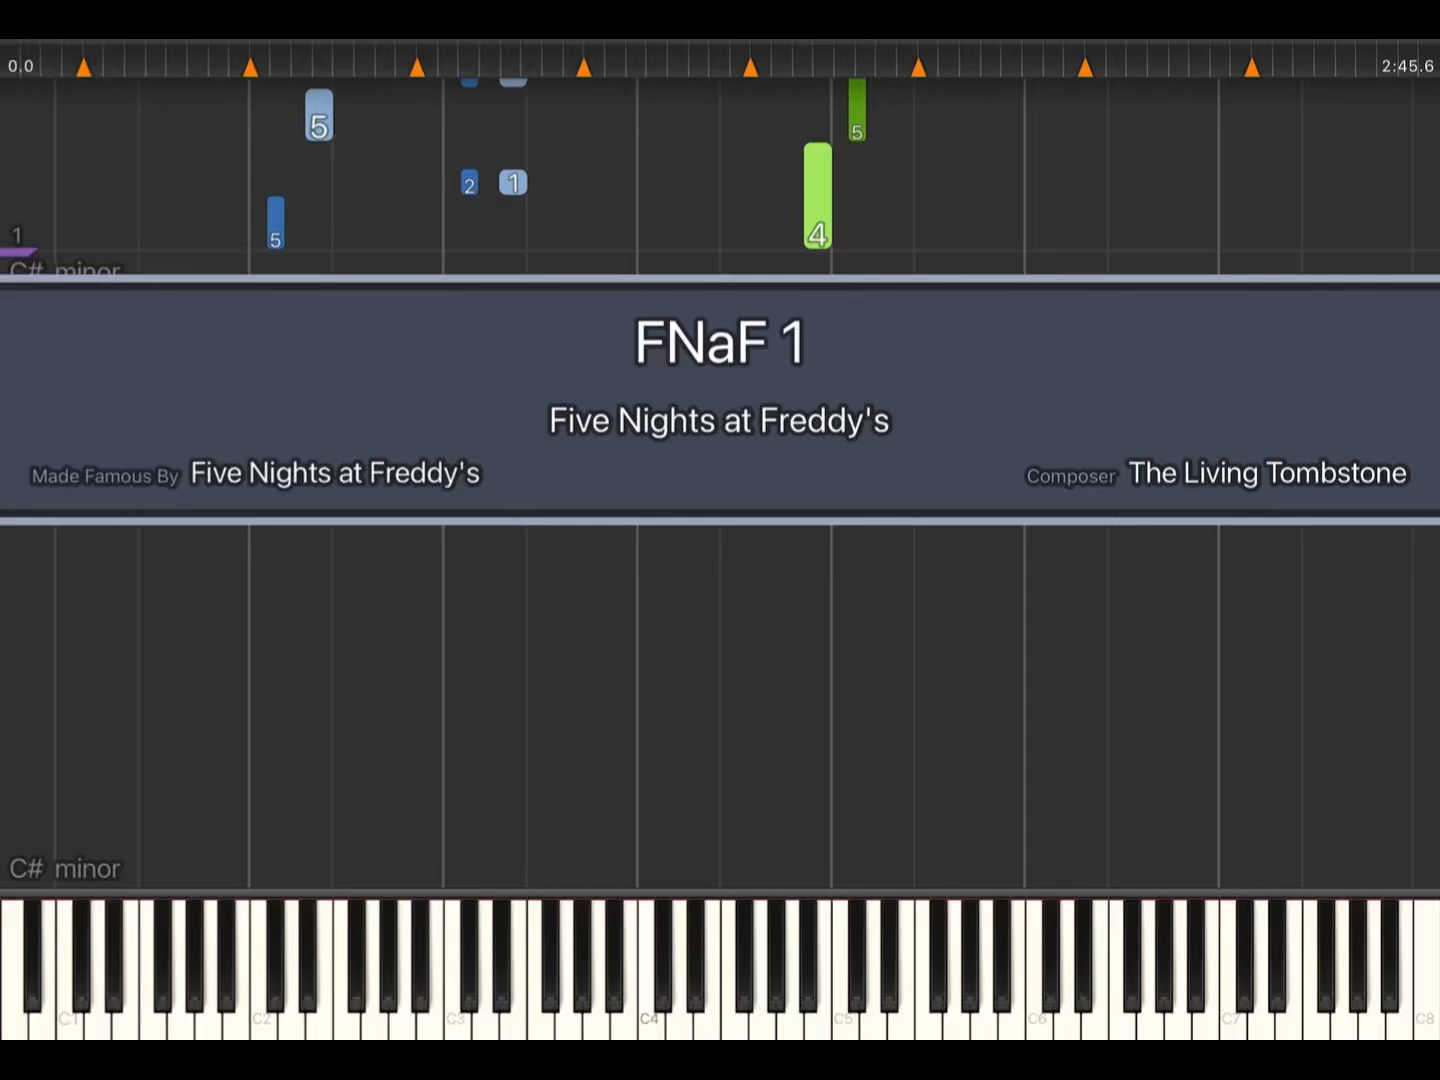 0.0
2:45.6
5
5
2
1
5
4
1
C# minor
FNaF 1
Five Nights at Freddy's
Made Famous By Five Nights at Freddy's
Composer The Living Tombstone
C# minor
C1 C2 C3 C4 C5 C6 C7 C8